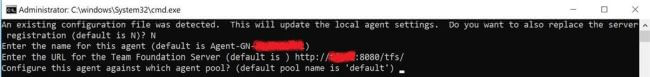 Administrator: C:\windows\System32\cmd.exe
An existing configuration file was detected.  This will update the local agent settings.  Do you want to also replace the server
registration (default is N)? N
Enter the name for this agent (default is Agent-GN-)
Enter the URL for the Team Foundation Server (default is ) http://:8080/tfs/
Configure this agent against which agent pool? (default pool name is 'default')